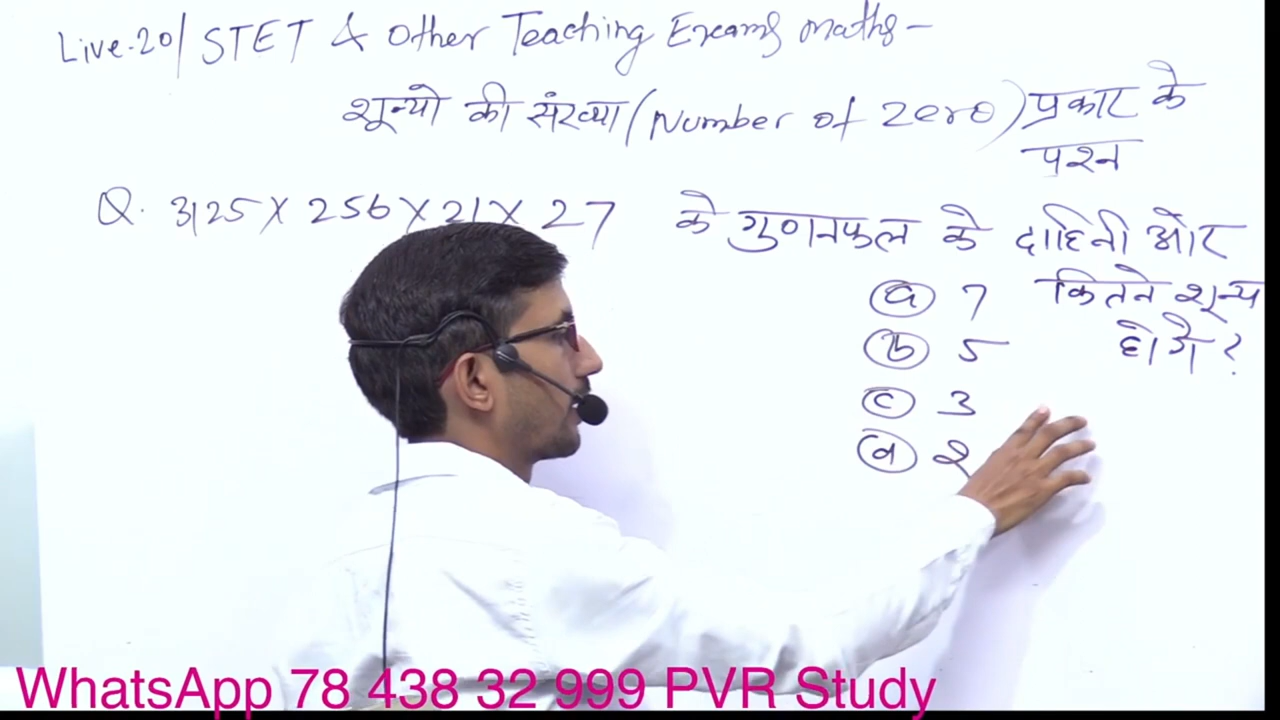 Live-20/ STET & Other Teaching Exams Maths -
शून्यो की संख्या (Number of Zero) प्रकार के
प्रश्न
Q. 3125 X 256 X 21 X 27 के गुणनफल के दाहिनी ओर
कितने शून्य
होगे ?
(a) 7
(b) 5
(c) 3
(d) 2
WhatsApp 78 438 32 999 PVR Study